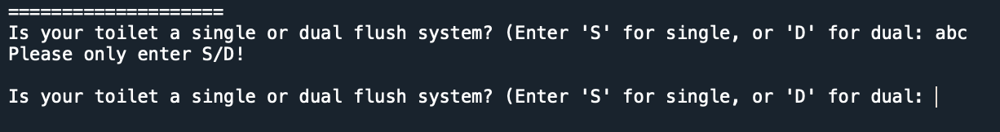 ====================
Is your toilet a single or dual flush system? (Enter 'S' for single, or 'D' for dual: abc
Please only enter S/D!
Is your toilet a single or dual flush system? (Enter 'S' for single, or 'D' for dual: